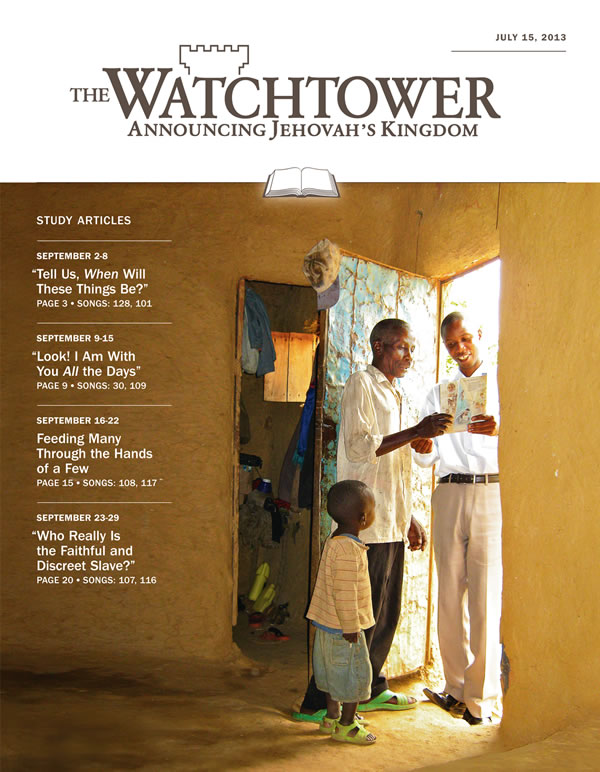 JULY 15, 2013
THE WATCHTOWER
ANNOUNCING JEHOVAH'S KINGDOM
STUDY ARTICLES
SEPTEMBER 2-8
“Tell Us, When Will
These Things Be?”
PAGE 3 • SONGS: 128, 101
SEPTEMBER 9-15
“Look! I Am With
You All the Days”
PAGE 9 • SONGS: 30, 109
SEPTEMBER 16-22
Feeding Many
Through the Hands
of a Few
PAGE 15 • SONGS: 108, 117
SEPTEMBER 23-29
“Who Really Is
the Faithful and
Discreet Slave?”
PAGE 20 • SONGS: 107, 116